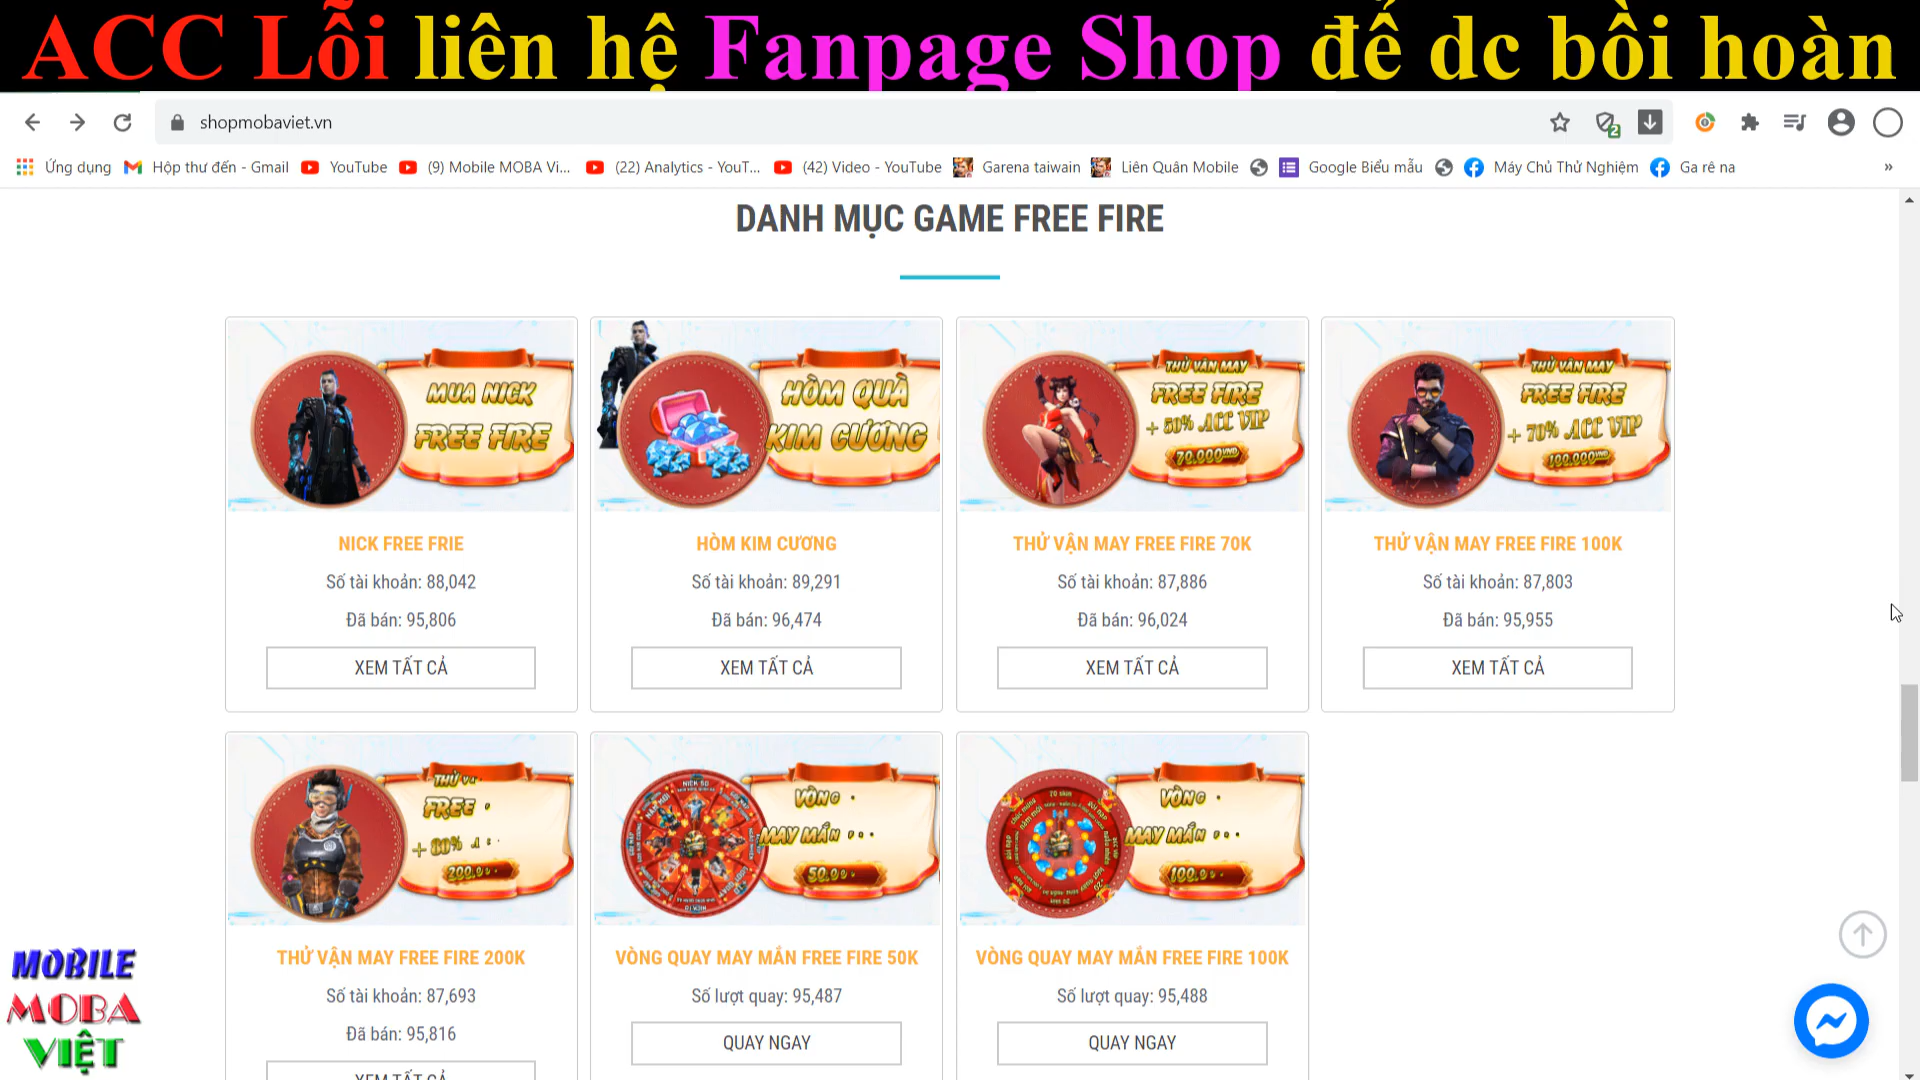 ACC Lỗi liên hệ Fanpage Shop để dc bồi hoàn
shopmobaviet.vn
2
Ứng dụng
Hộp thư đến - Gmail
YouTube
(9) Mobile MOBA Vi...
(22) Analytics - YouT...
(42) Video - YouTube
Garena taiwain
Liên Quân Mobile
Google Biểu mẫu
Máy Chủ Thử Nghiệm
Ga rê na
»
DANH MỤC GAME FREE FIRE
MUA NICK
FREE FIRE
HÒM QUÀ
KIM CƯƠNG
THỬ VẬN MAY
FREE FIRE
+ 50% ACC VIP
70.000VND
THỬ VẬN MAY
FREE FIRE
+ 70% ACC VIP
100.000VND
NICK FREE FRIE
HÒM KIM CƯƠNG
THỬ VẬN MAY FREE FIRE 70K
THỬ VẬN MAY FREE FIRE 100K
Số tài khoản: 88,042
Số tài khoản: 89,291
Số tài khoản: 87,886
Số tài khoản: 87,803
Đã bán: 95,806
Đã bán: 96,474
Đã bán: 96,024
Đã bán: 95,955
XEM TẤT CẢ
XEM TẤT CẢ
XEM TẤT CẢ
XEM TẤT CẢ
THỬ
FREE
+ 80%
VÒNG
MAY MẮN
VÒNG
MAY MẮN
THỬ VẬN MAY FREE FIRE 200K
VÒNG QUAY MAY MẮN FREE FIRE 50K
VÒNG QUAY MAY MẮN FREE FIRE 100K
Số tài khoản: 87,693
Số lượt quay: 95,487
Số lượt quay: 95,488
Đã bán: 95,816
QUAY NGAY
QUAY NGAY
XEM TẤT CẢ
MOBILE
MOBA
VIỆT